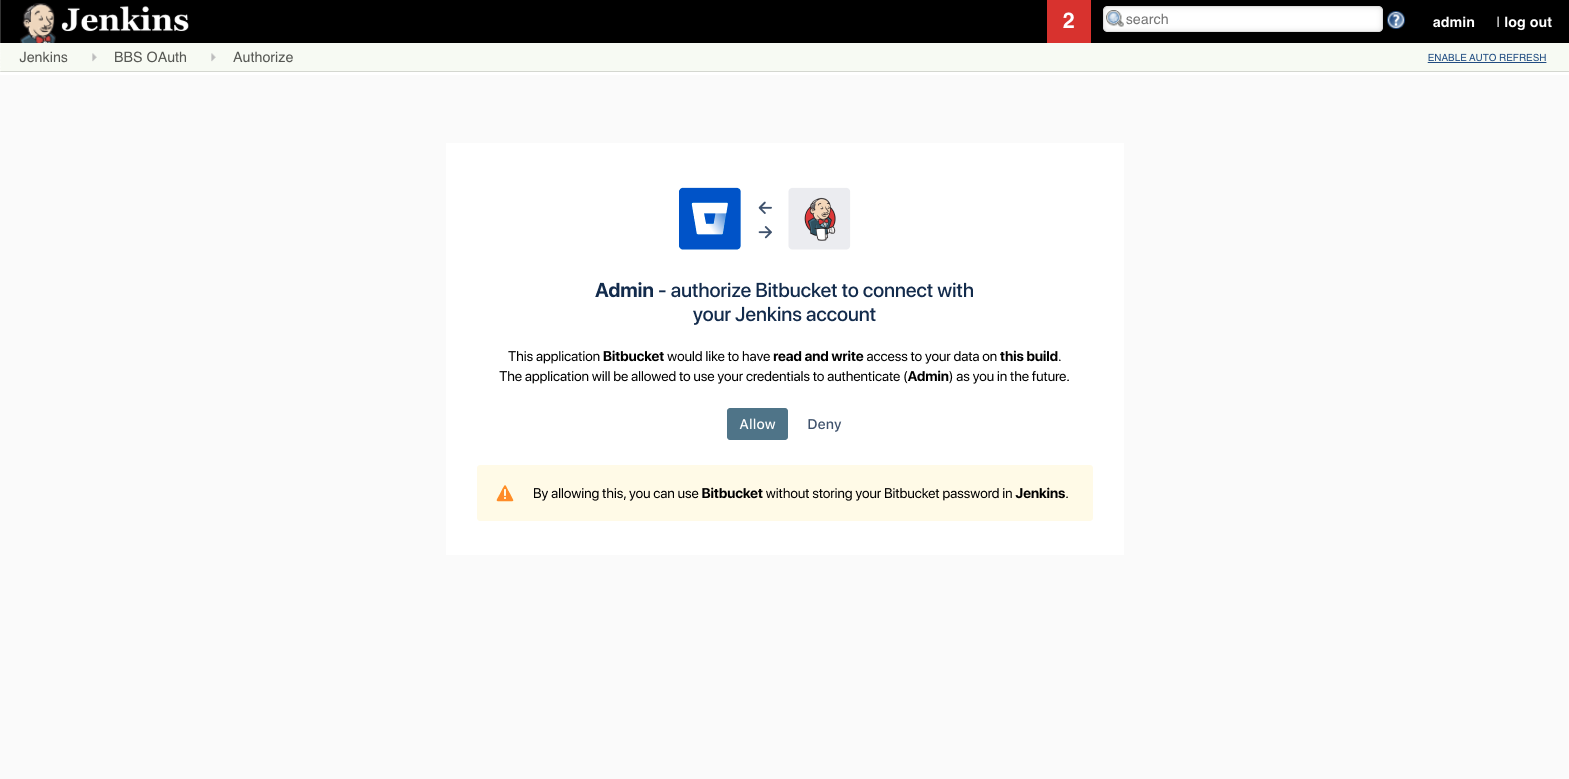 Jenkins
2
search
?
admin
| log out
Jenkins
BBS OAuth
Authorize
ENABLE AUTO REFRESH
Admin - authorize Bitbucket to connect with
your Jenkins account
This application Bitbucket would like to have read and write access to your data on this build.
The application will be allowed to use your credentials to authenticate (Admin) as you in the future.
Allow
Deny
By allowing this, you can use Bitbucket without storing your Bitbucket password in Jenkins.